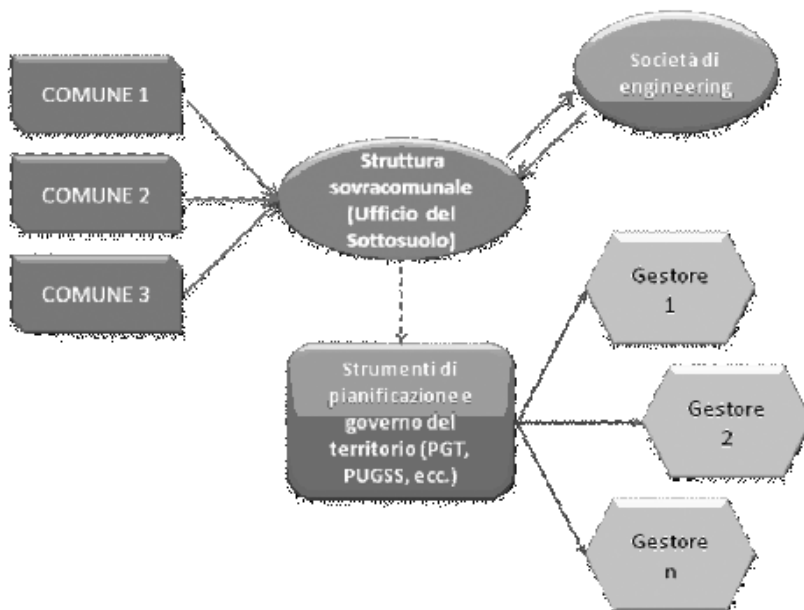 COMUNE 1
COMUNE 2
COMUNE 3
Struttura
sovracomunale
(Ufficio del
Sottosuolo)
Società di
engineering
Strumenti di
pianificazione e
governo del
territorio (PGT,
PUGSS, ecc.)
Gestore
1
Gestore
2
Gestore
n